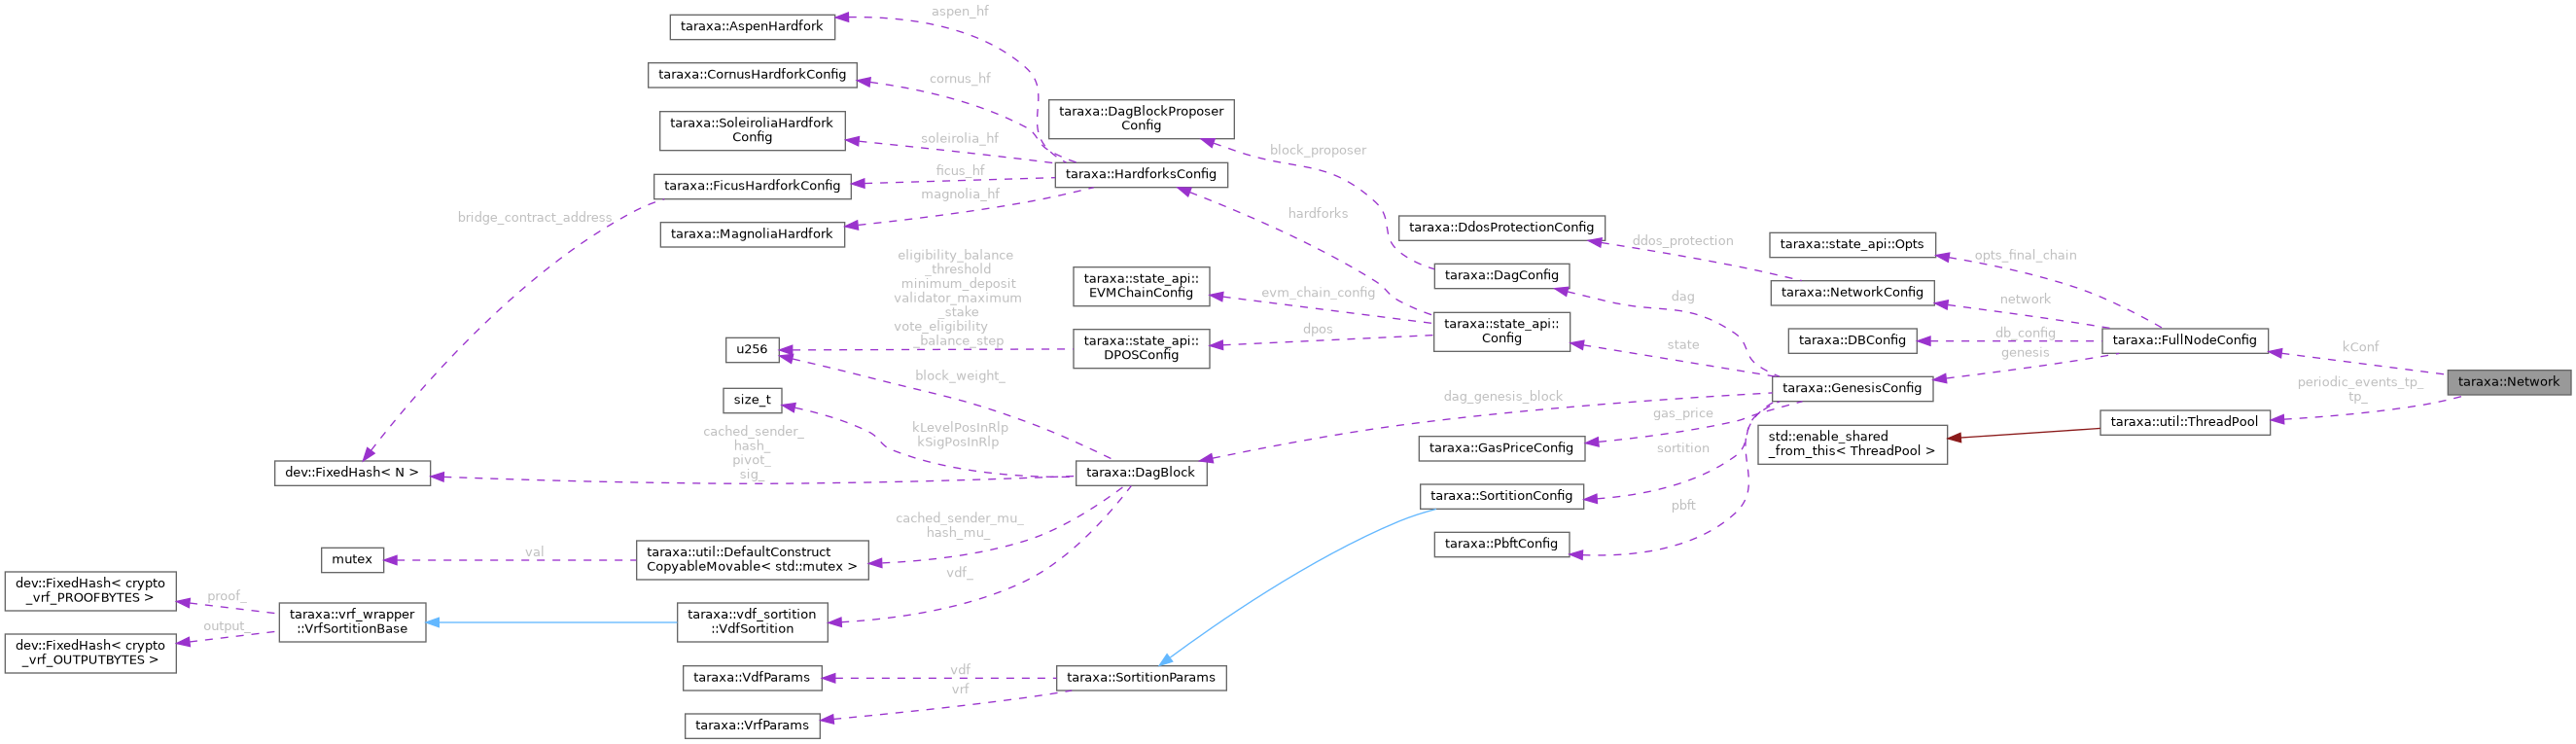 aspen_hf
taraxa::AspenHardfork
cornus_hf
taraxa::CornusHardforkConfig
taraxa::DagBlockProposer
Config
taraxa::SoleiroliaHardfork
Config
soleirolia_hf
block_proposer
ficus_hf
taraxa::HardforksConfig
taraxa::FicusHardforkConfig
magnolia_hf
bridge_contract_address
hardforks
taraxa::MagnoliaHardfork
taraxa::DdosProtectionConfig
ddos_protection
taraxa::state_api::Opts
opts_final_chain
eligibility_balance
_threshold
minimum_deposit
validator_maximum
_stake
vote_eligibility
_balance_step
taraxa::state_api::
EVMChainConfig
evm_chain_config
taraxa::DagConfig
dag
taraxa::NetworkConfig
network
dpos
taraxa::state_api::
Config
taraxa::state_api::
DPOSConfig
u256
state
taraxa::DBConfig
db_config
genesis
taraxa::FullNodeConfig
kConf
block_weight_
taraxa::GenesisConfig
taraxa::Network
periodic_events_tp_
tp_
size_t
dag_genesis_block
gas_price
taraxa::util::ThreadPool
kLevelPosInRlp
kSigPosInRlp
cached_sender_
hash_
pivot_
sig_
taraxa::GasPriceConfig
sortition
std::enable_shared
_from_this< ThreadPool >
dev::FixedHash< N >
taraxa::DagBlock
taraxa::SortitionConfig
pbft
cached_sender_mu_
hash_mu_
taraxa::PbftConfig
mutex
val
taraxa::util::DefaultConstruct
CopyableMovable< std::mutex >
vdf_
dev::FixedHash< crypto
_vrf_PROOFBYTES >
proof_
taraxa::vrf_wrapper
::VrfSortitionBase
taraxa::vdf_sortition
::VdfSortition
output_
dev::FixedHash< crypto
_vrf_OUTPUTBYTES >
taraxa::VdfParams
vdf
taraxa::SortitionParams
vrf
taraxa::VrfParams